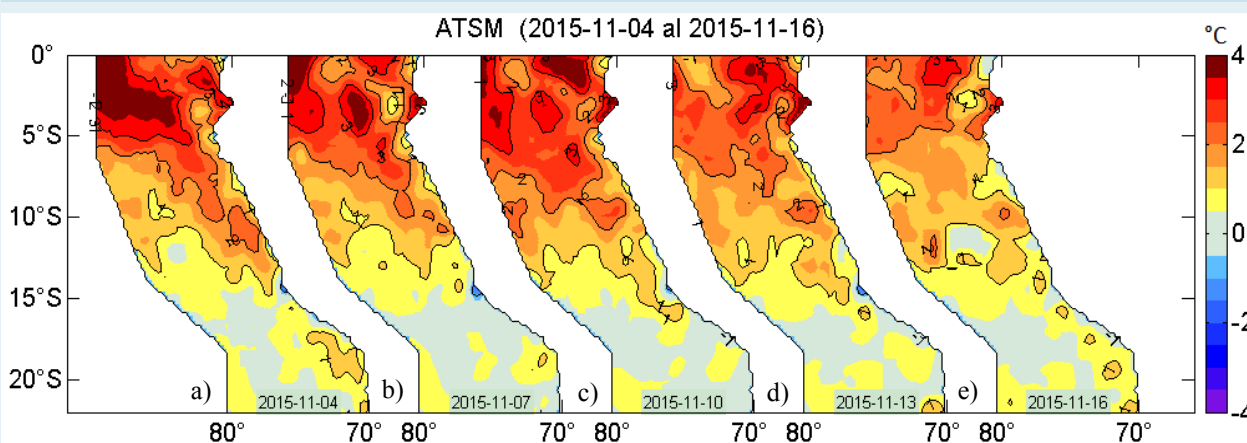 ATSM (2015-11-04 al 2015-11-16)
°C
0°
5°S
10°S
15°S
20°S
4
2
0
-2
-4
a) b) c) d) e)
2015-11-04 2015-11-07 2015-11-10 2015-11-13 2015-11-16
80° 70° 80° 70° 80° 70° 80° 70° 80° 70°